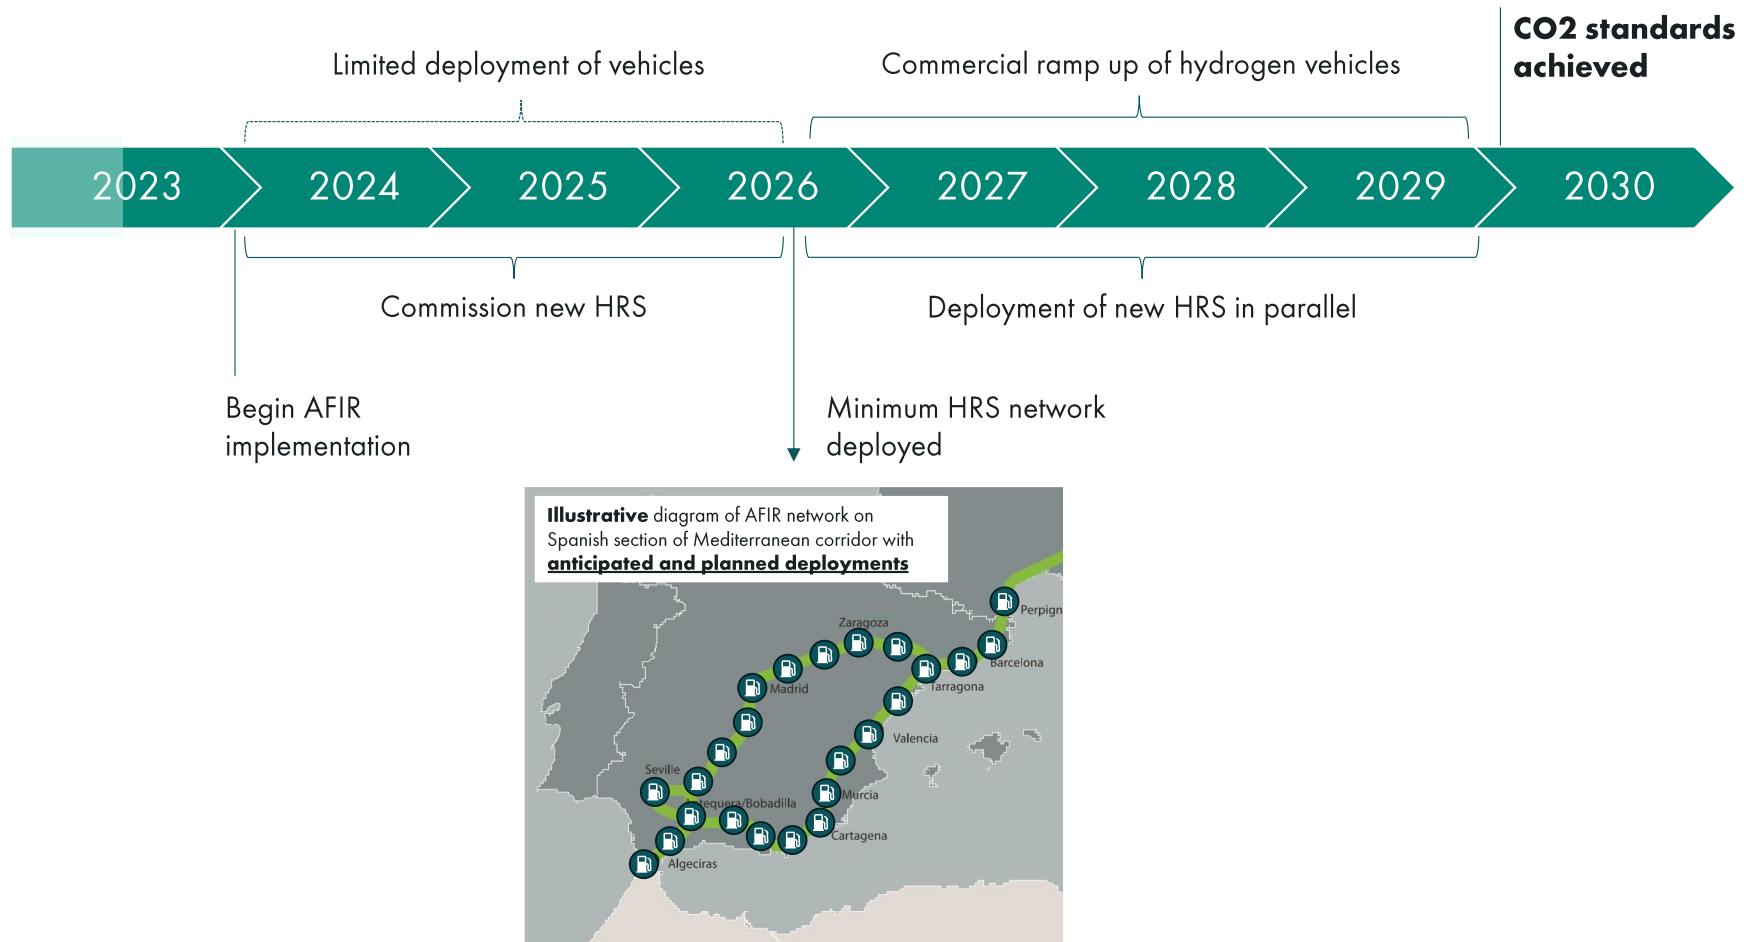 CO2 standards
achieved
Limited deployment of vehicles
Commercial ramp up of hydrogen vehicles
2023
2024
2025
2026
2027
2028
2029
2030
Commission new HRS
Deployment of new HRS in parallel
Begin AFIR
implementation
Minimum HRS network
deployed
Illustrative diagram of AFIR network on
Spanish section of Mediterranean corridor with
anticipated and planned deployments
Perpign
Zaragoza
Barcelona
Tarragona
Madrid
Valencia
Seville
Murcia
ntequera/Bobadilla
Cartagena
Algeciras